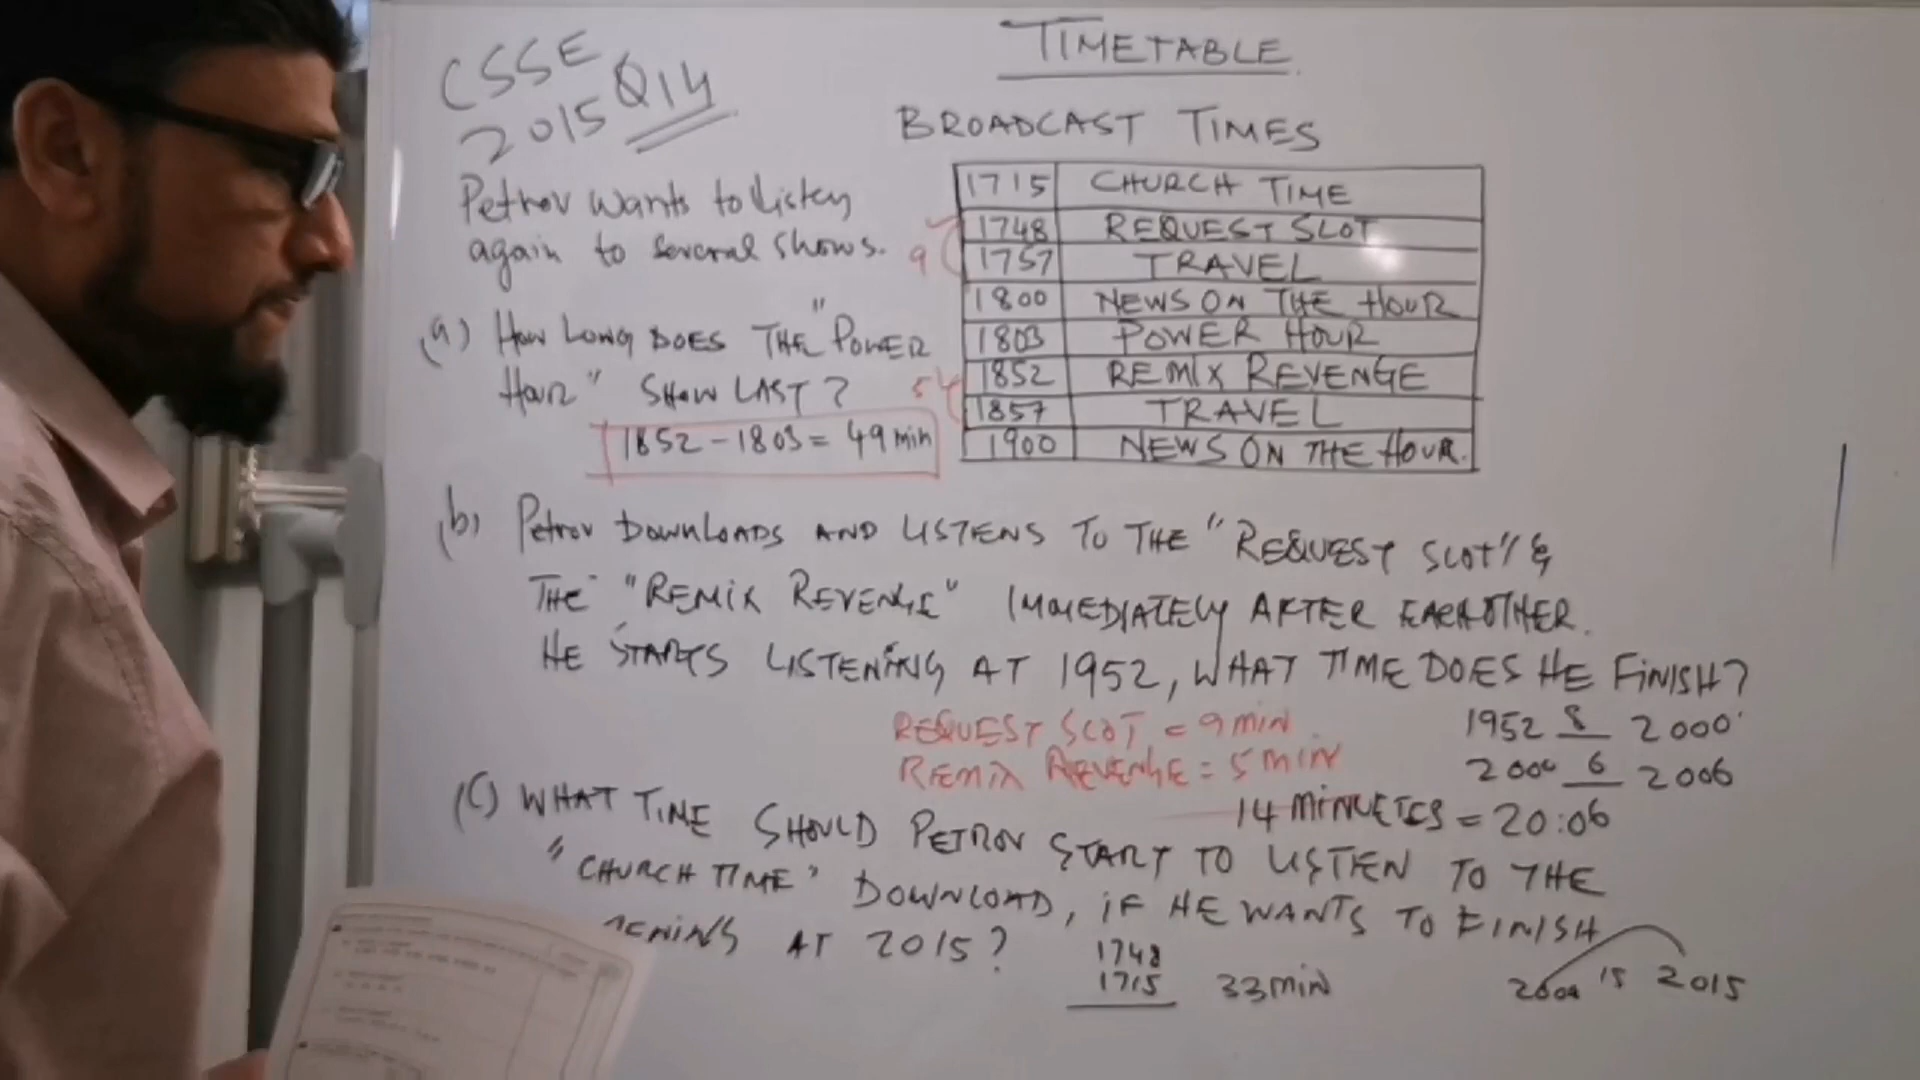 CSSE
2015 Q14
TIMETABLE
BROADCAST TIMES
Petrov wants to listen
again to several shows.
1715 CHURCH TIME
1748 REQUEST SLOT
9
1757 TRAVEL
1800 NEWS ON THE HOUR
1803 POWER HOUR
1852 REMIX REVENGE
5
1857 TRAVEL
1900 NEWS ON THE HOUR.
(a) HOW LONG DOES THE "POWER
HOUR" SHOW LAST?
1852 - 1803 = 49 min
(b) Petrov DOWNLOADS AND LISTENS TO THE "REQUEST SLOT" &
THE "REMIX REVENGE" IMMEDIATELY AFTER EACH OTHER.
HE STARTS LISTENING AT 1952, WHAT TIME DOES HE FINISH?
REQUEST SLOT = 9 min
REMIX REVENGE = 5 min
1952 8 2000
2000 6 2006
14 MINUETES = 20:06
(C) WHAT TIME SHOULD PETROV START TO LISTEN TO THE
"CHURCH TIME" DOWNLOAD, IF HE WANTS TO FINISH
AT 2015?
1748
1715 33min
15 2015